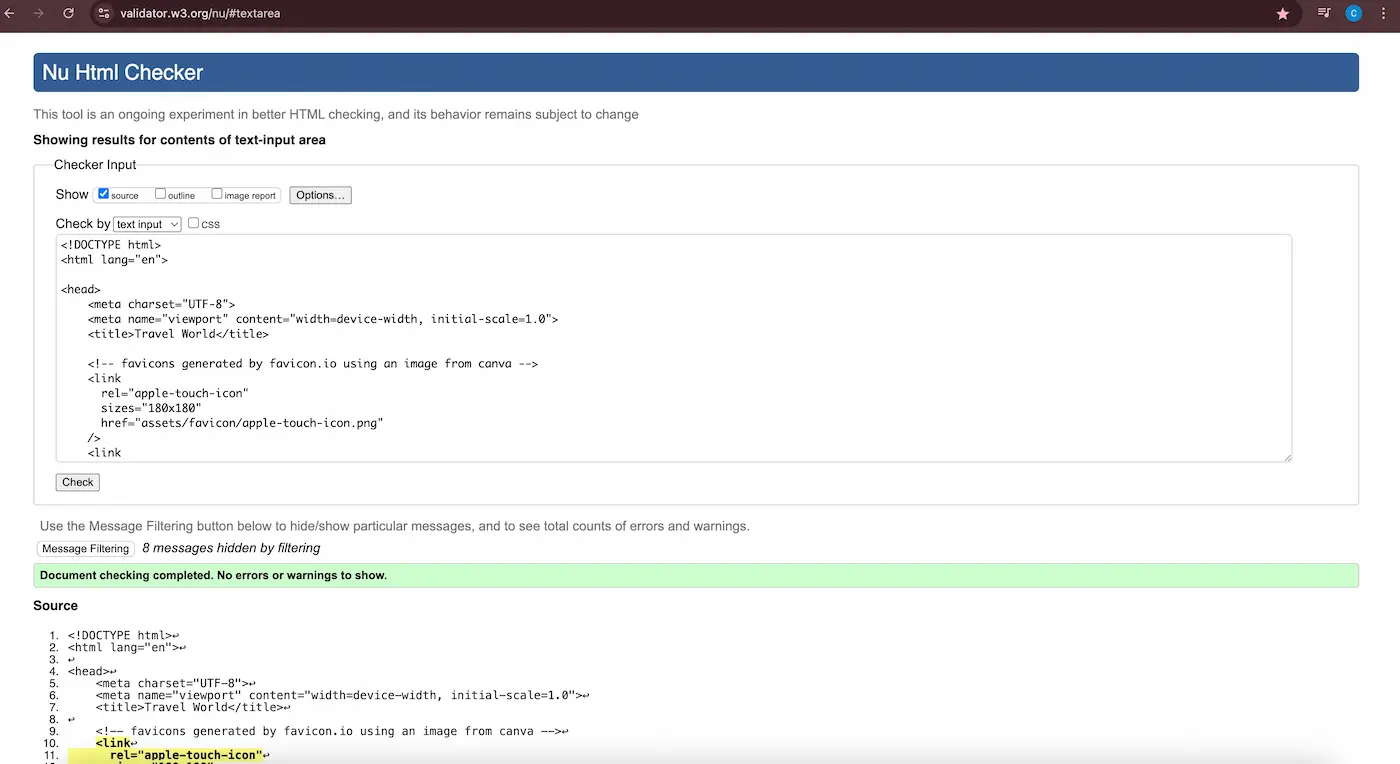 validator.w3.org/nu/#textarea
C
Nu Html Checker
This tool is an ongoing experiment in better HTML checking, and its behavior remains subject to change
Showing results for contents of text-input area
Checker Input
Show source outline image report Options…
Check by text input css
<!DOCTYPE html>
<html lang="en">
<head>
<meta charset="UTF-8">
<meta name="viewport" content="width=device-width, initial-scale=1.0">
<title>Travel World</title>
<!-- favicons generated by favicon.io using an image from canva -->
<link
rel="apple-touch-icon"
sizes="180x180"
href="assets/favicon/apple-touch-icon.png"
/>
<link
Check
Use the Message Filtering button below to hide/show particular messages, and to see total counts of errors and warnings.
Message Filtering 8 messages hidden by filtering
Document checking completed. No errors or warnings to show.
Source
1. <!DOCTYPE html>↩
2. <html lang="en">↩
3. ↩
4. <head>↩
5. <meta charset="UTF-8">↩
6. <meta name="viewport" content="width=device-width, initial-scale=1.0">↩
7. <title>Travel World</title>↩
8. ↩
9. <!-- favicons generated by favicon.io using an image from canva -->↩
10. <link↩
11. rel="apple-touch-icon"↩